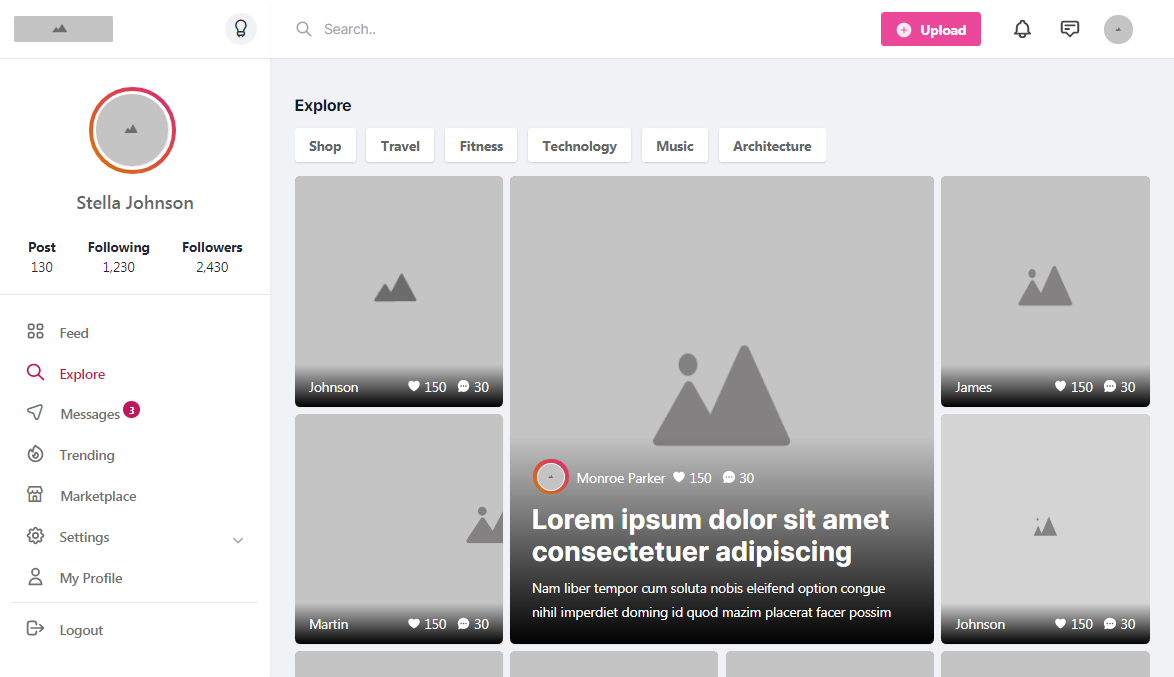 Search..
Upload
Stella Johnson
Post Following Followers
130 1,230 2,430
Feed
Explore
Messages 3
Trending
Marketplace
Settings
My Profile
Logout
Explore
Shop Travel Fitness Technology Music Architecture
Johnson 150 30
Monroe Parker 150 30
Lorem ipsum dolor sit amet
consectetuer adipiscing
Nam liber tempor cum soluta nobis eleifend option congue
nihil imperdiet doming id quod mazim placerat facer possim
James 150 30
Martin 150 30
Johnson 150 30